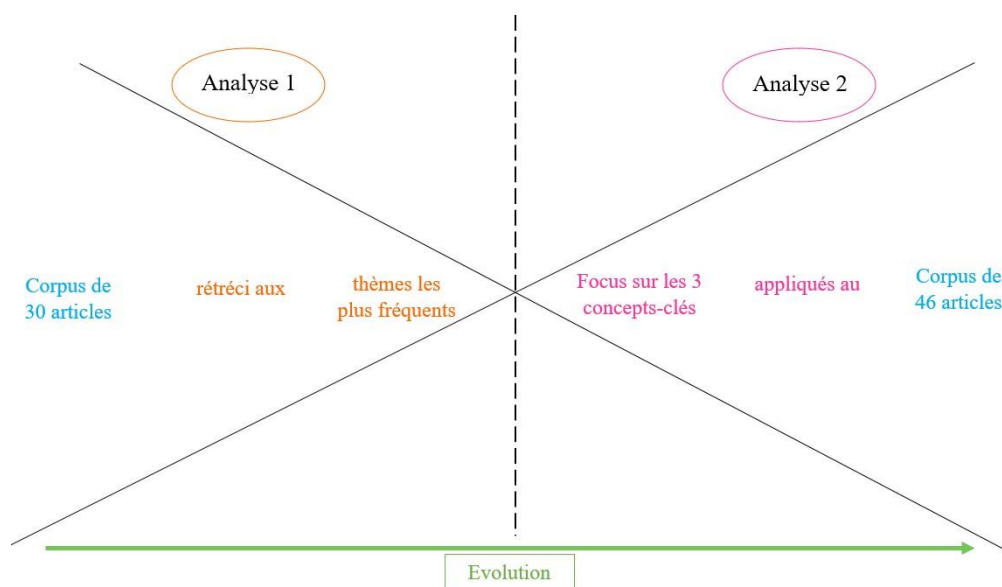 Analyse 1
Analyse 2
Corpus de
30 articles
rétréci aux
thèmes les
plus fréquents
Focus sur les 3
concepts-clés
appliqués au
Corpus de
46 articles
Evolution